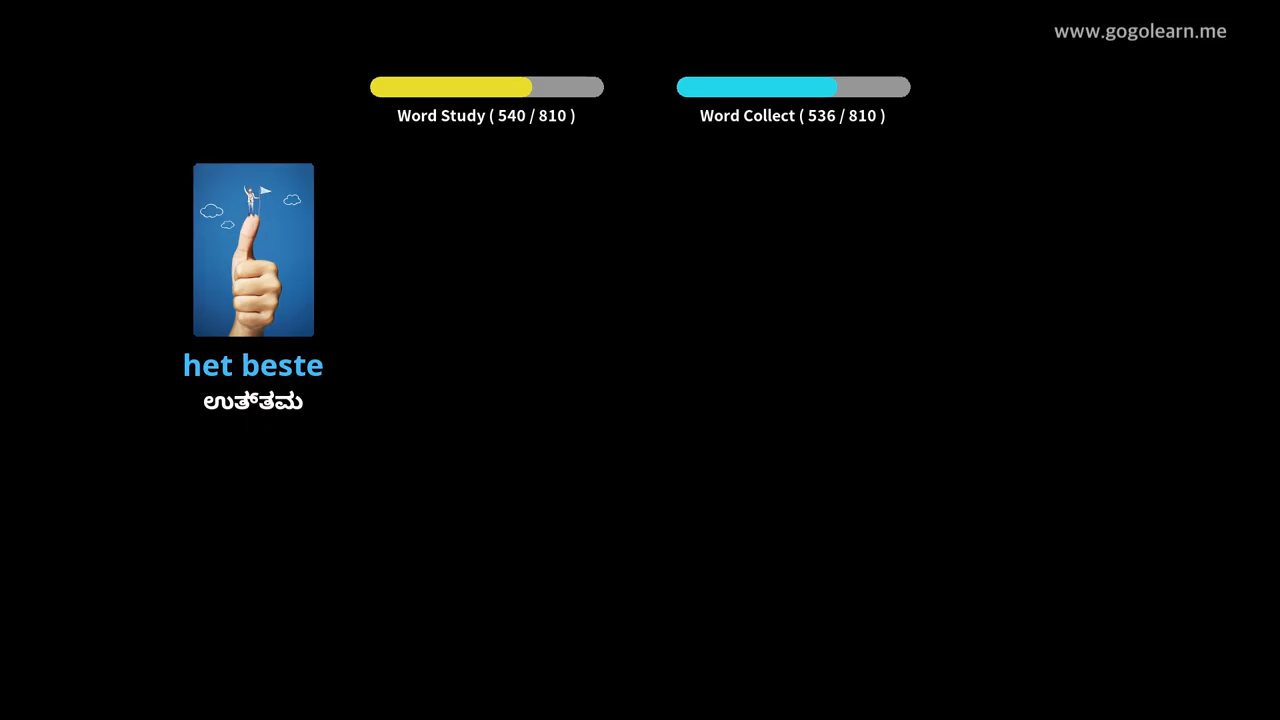 www.gogolearn.me
Word Study ( 540 / 810 )
Word Collect ( 536 / 810 )
het beste
ಉತ್ತಮ